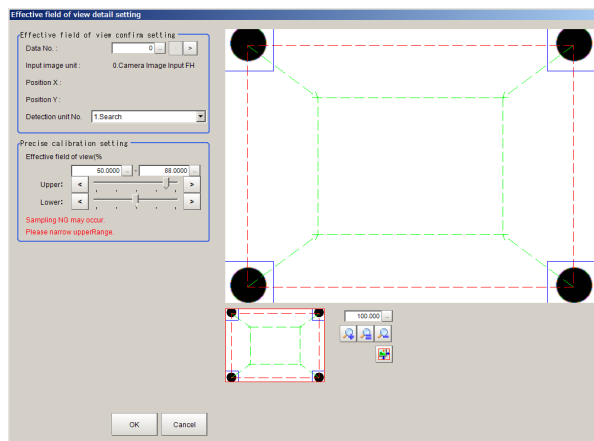 Effective field of view detail setting
Effective field of view confirm setting
Data No. :
0
...
>
Input image unit :
0.Camera Image Input FH
Position X :
Position Y :
Detection unit No.
1.Search
Precise calibration setting
Effective field of view(%
50.0000 ... - 88.0000 ...
Upper: < >
Lower: < >
Sampling NG may occur.
Please narrow upperRange.
100.000 ...
OK
Cancel